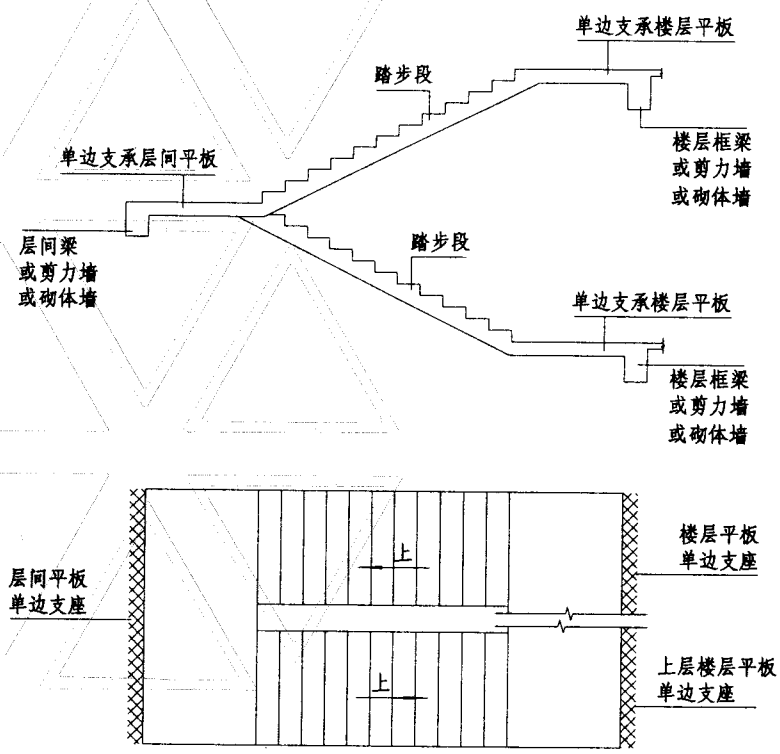 单边支承楼层平板
踏步段
楼层框梁
或剪力墙
或砌体墙
单边支承层间平板
层间梁
或剪力墙
或砌体墙
踏步段
单边支承楼层平板
楼层框梁
或剪力墙
或砌体墙
楼层平板
单边支座
上
层间平板
单边支座
上
上层楼层平板
单边支座